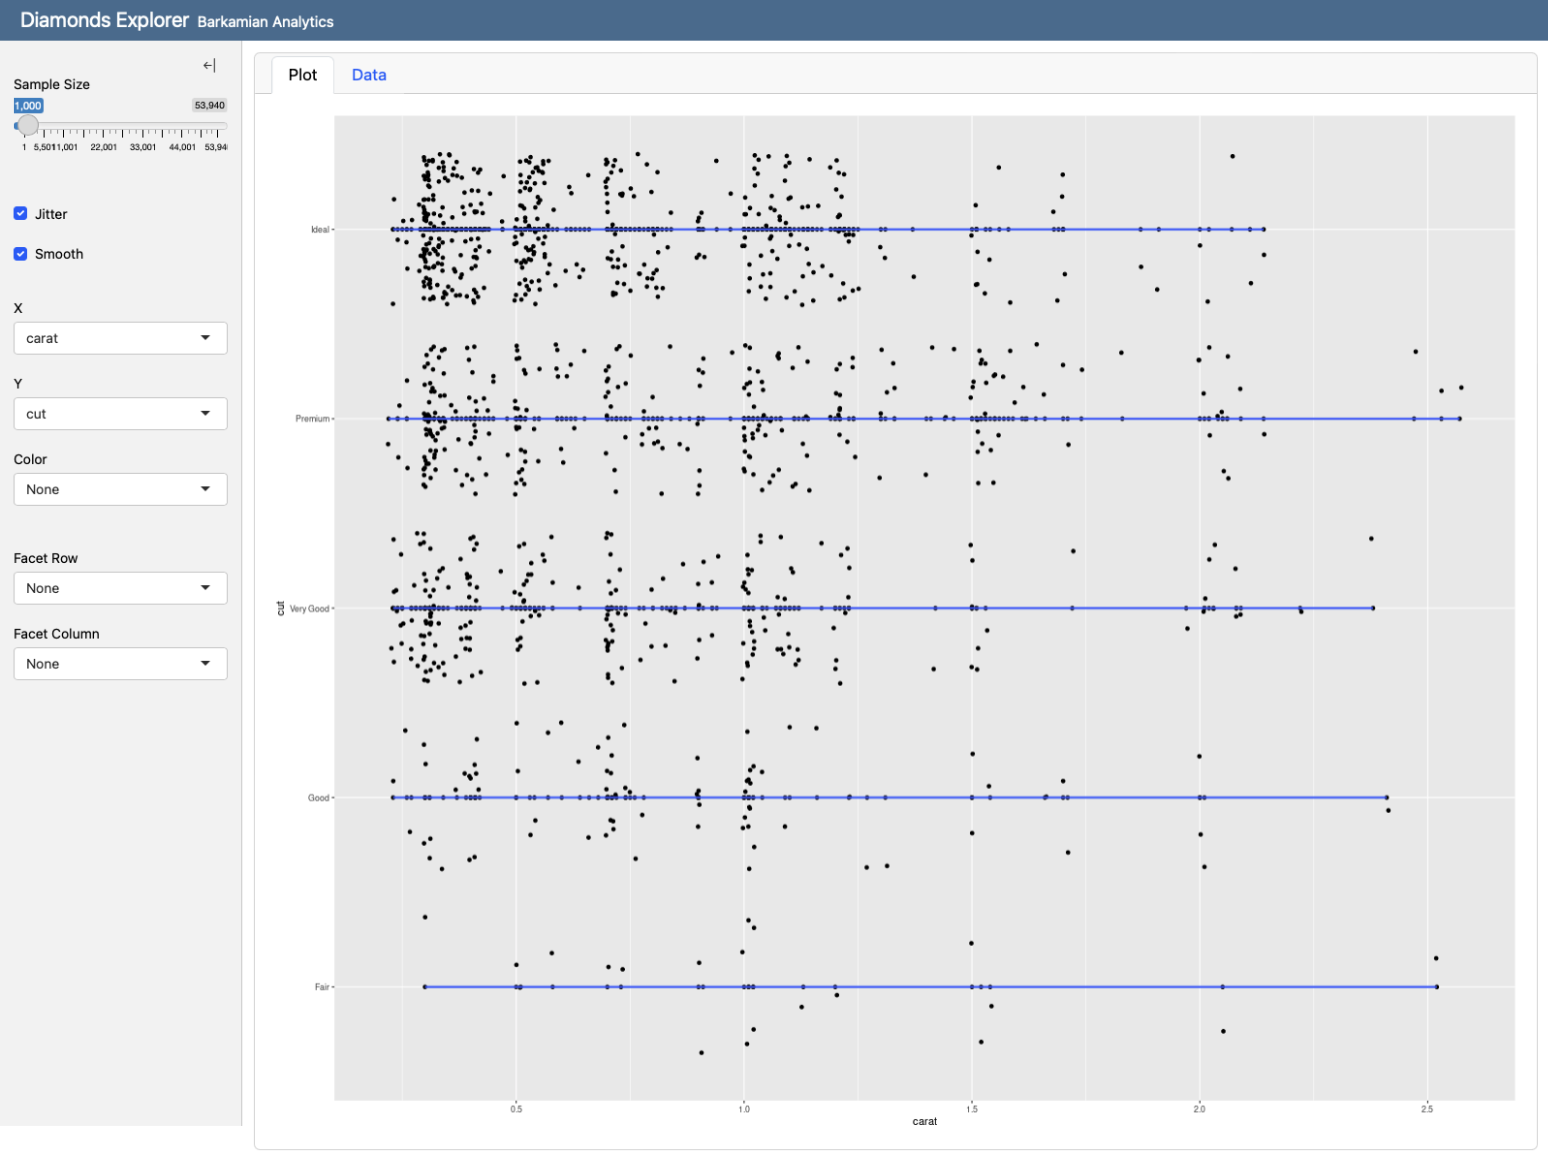 Diamonds Explorer Barkamian Analytics
Sample Size
1,000 53,940
1 5,501 11,001 22,001 33,001 44,001 53,94
Jitter
Smooth
X
carat
Y
cut
Color
None
Facet Row
None
Facet Column
None
Plot Data
Ideal
Premium
Very Good
Good
Fair
cut
0.5 1.0 1.5 2.0 2.5
carat